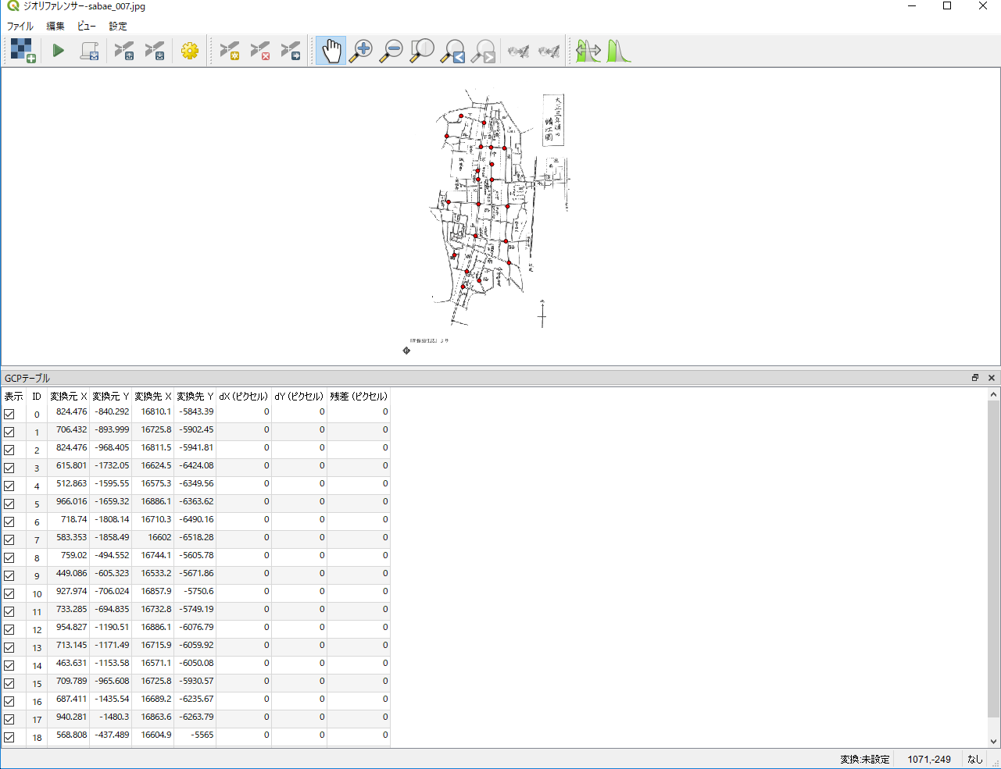 ジオリファレンサー-sabae_007.jpg
ファイル 編集 ビュー 設定
大正三年頃の
鯖江図
GCPテーブル
表示 ID 変換元 X 変換元 Y 変換先 X 変換先 Y dX (ピクセル) dY (ピクセル) 残差 (ピクセル)
0 824.476 -840.292 16810.1 -5843.39 0 0 0
1 706.432 -893.999 16725.8 -5902.45 0 0 0
2 824.476 -968.405 16811.5 -5941.81 0 0 0
3 615.801 -1732.05 16624.5 -6424.08 0 0 0
4 512.863 -1595.55 16575.3 -6349.56 0 0 0
5 966.016 -1659.32 16886.1 -6363.62 0 0 0
6 718.74 -1808.14 16710.3 -6490.16 0 0 0
7 583.353 -1858.49 16602 -6518.28 0 0 0
8 759.02 -494.552 16744.1 -5605.78 0 0 0
9 449.086 -605.323 16533.2 -5671.86 0 0 0
10 927.974 -706.024 16857.9 -5750.6 0 0 0
11 733.285 -694.835 16732.8 -5749.19 0 0 0
12 954.827 -1190.51 16886.1 -6076.79 0 0 0
13 713.145 -1171.49 16715.9 -6059.92 0 0 0
14 463.631 -1153.58 16571.1 -6050.08 0 0 0
15 709.789 -965.608 16725.8 -5930.57 0 0 0
16 687.411 -1435.54 16689.2 -6235.67 0 0 0
17 940.281 -1480.3 16863.6 -6263.79 0 0 0
18 568.808 -437.489 16604.9 -5565 0 0 0
変換:未設定 1071,-249 なし